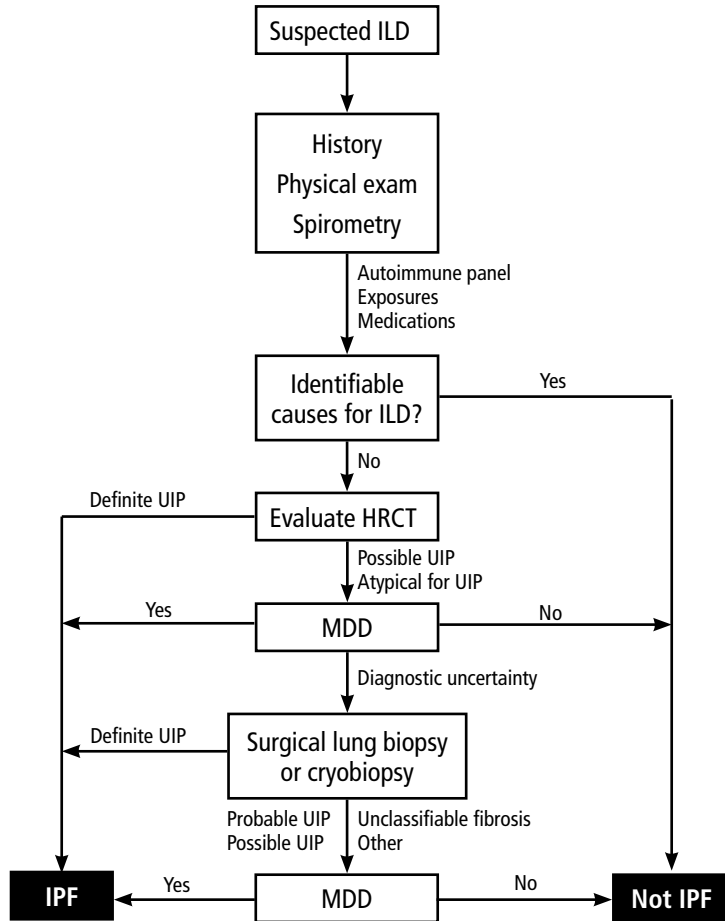 Suspected ILD
History
Physical exam
Spirometry
Autoimmune panel
Exposures
Medications
Identifiable
causes for ILD?
Yes
No
Definite UIP
Evaluate HRCT
Possible UIP
Atypical for UIP
Yes
MDD
No
Diagnostic uncertainty
Definite UIP
Surgical lung biopsy
or cryobiopsy
Probable UIP
Possible UIP
Unclassifiable fibrosis
Other
IPF
Yes
MDD
No
Not IPF